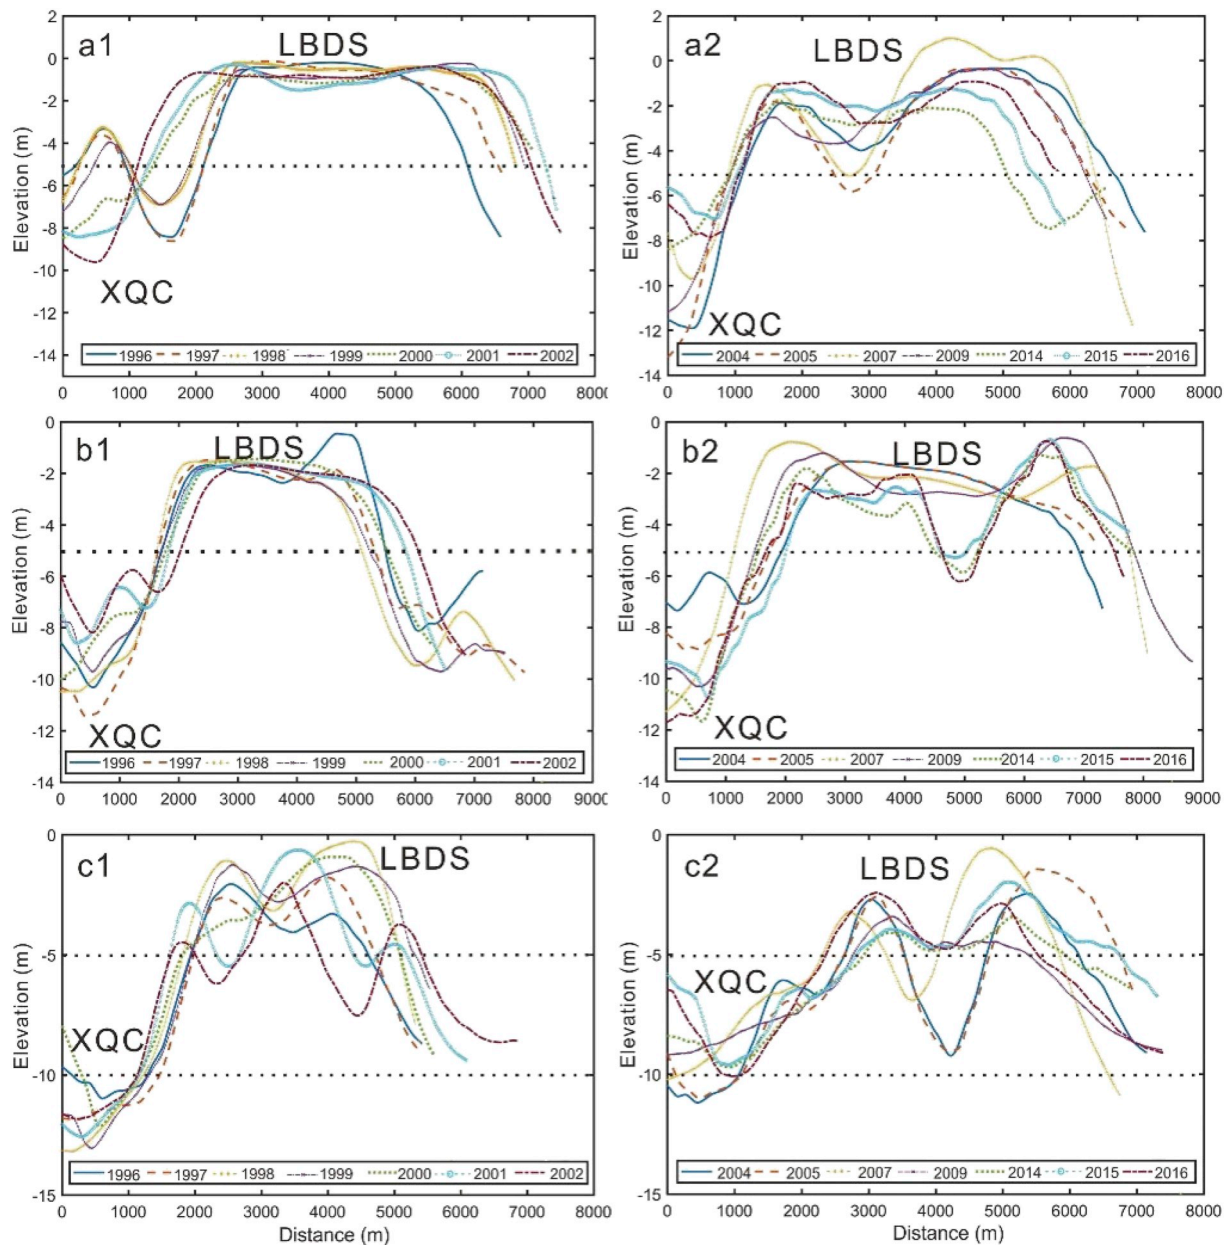 a1
LBDS
XQC
Elevation (m)
2
0
-2
-4
-6
-8
-10
-12
-14
1996 1997 1998 1999 2000 2001 2002
0 1000 2000 3000 4000 5000 6000 7000 8000
a2
LBDS
XQC
Elevation (m)
2
0
-2
-4
-6
-8
-10
-12
-14
2004 2005 2007 2009 2014 2015 2016
0 1000 2000 3000 4000 5000 6000 7000 8000
b1
LBDS
XQC
Elevation (m)
0
-2
-4
-6
-8
-10
-12
-14
1996 1997 1998 1999 2000 2001 2002
0 1000 2000 3000 4000 5000 6000 7000 8000 9000
b2
LBDS
XQC
Elevation (m)
0
-2
-4
-6
-8
-10
-12
-14
2004 2005 2007 2009 2014 2015 2016
0 1000 2000 3000 4000 5000 6000 7000 8000 9000
c1
LBDS
XQC
Elevation (m)
0
-5
-10
-15
1996 1997 1998 1999 2000 2001 2002
0 1000 2000 3000 4000 5000 6000 7000 8000
Distance (m)
c2
LBDS
XQC
Elevation (m)
0
-5
-10
-15
2004 2005 2007 2009 2014 2015 2016
0 1000 2000 3000 4000 5000 6000 7000 8000
Distance (m)